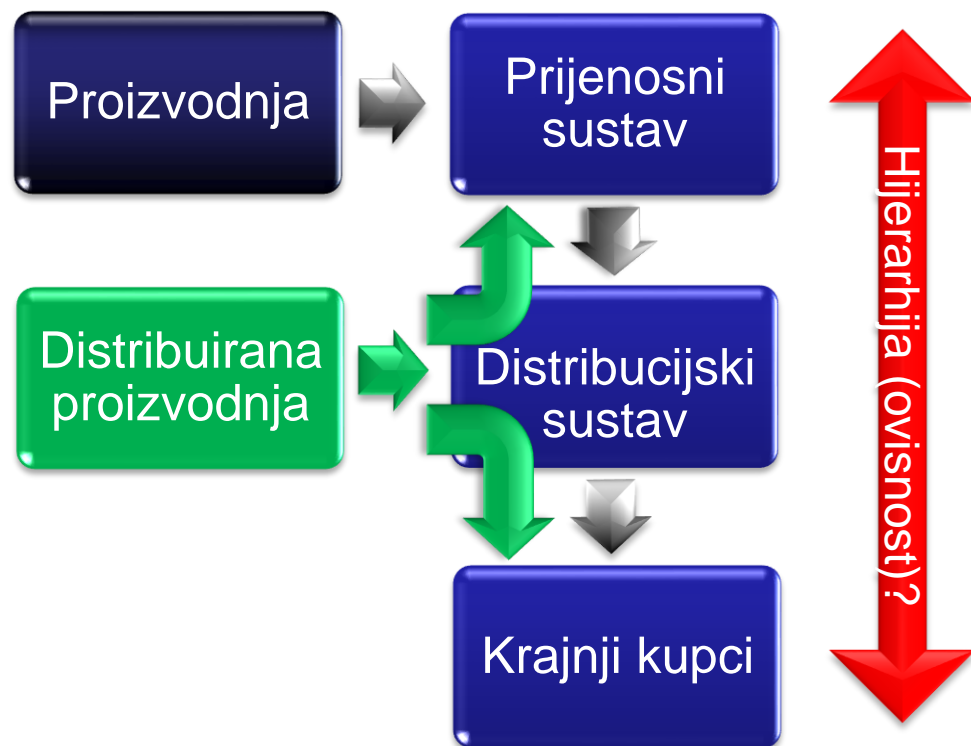 Proizvodnja
Prijenosni
sustav
Distribuirana
proizvodnja
Distribucijski
sustav
Krajnji kupci
Hijerarhija (ovisnost)?